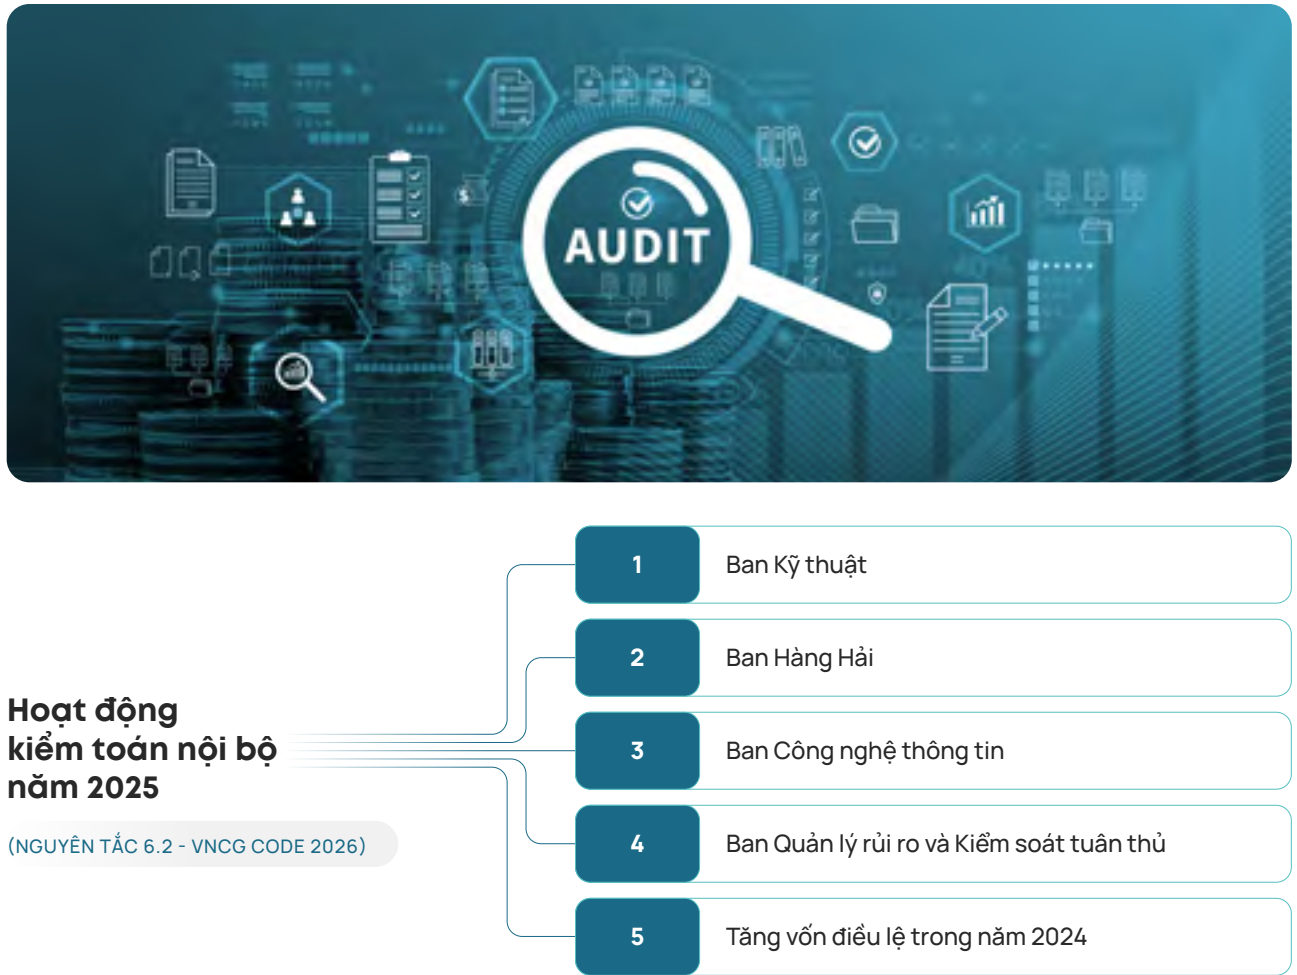 AUDIT
Hoạt động
kiểm toán nội bộ
năm 2025
(NGUYÊN TẮC 6.2 - VNCG CODE 2026)
1 Ban Kỹ thuật
2 Ban Hàng Hải
3 Ban Công nghệ thông tin
4 Ban Quản lý rủi ro và Kiểm soát tuân thủ
5 Tăng vốn điều lệ trong năm 2024